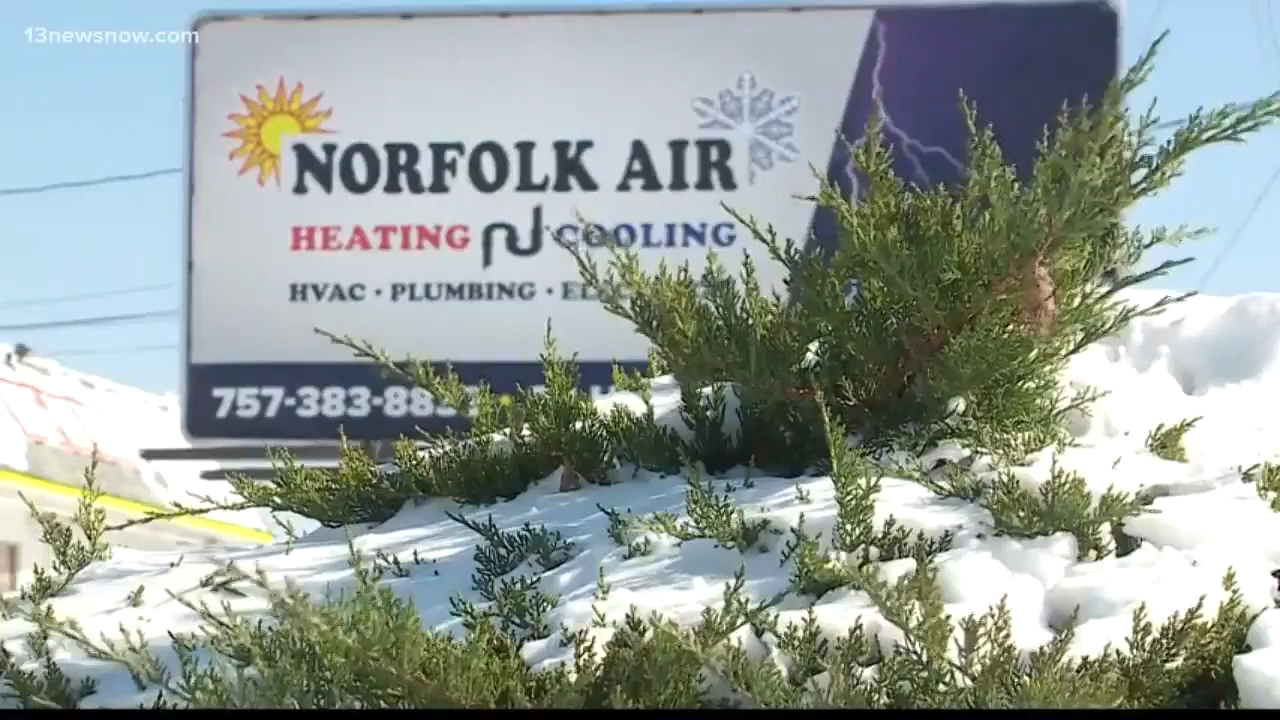 13newsnow.com
NORFOLK AIR
HEATING COOLING
HVAC • PLUMBING •
757-383-88